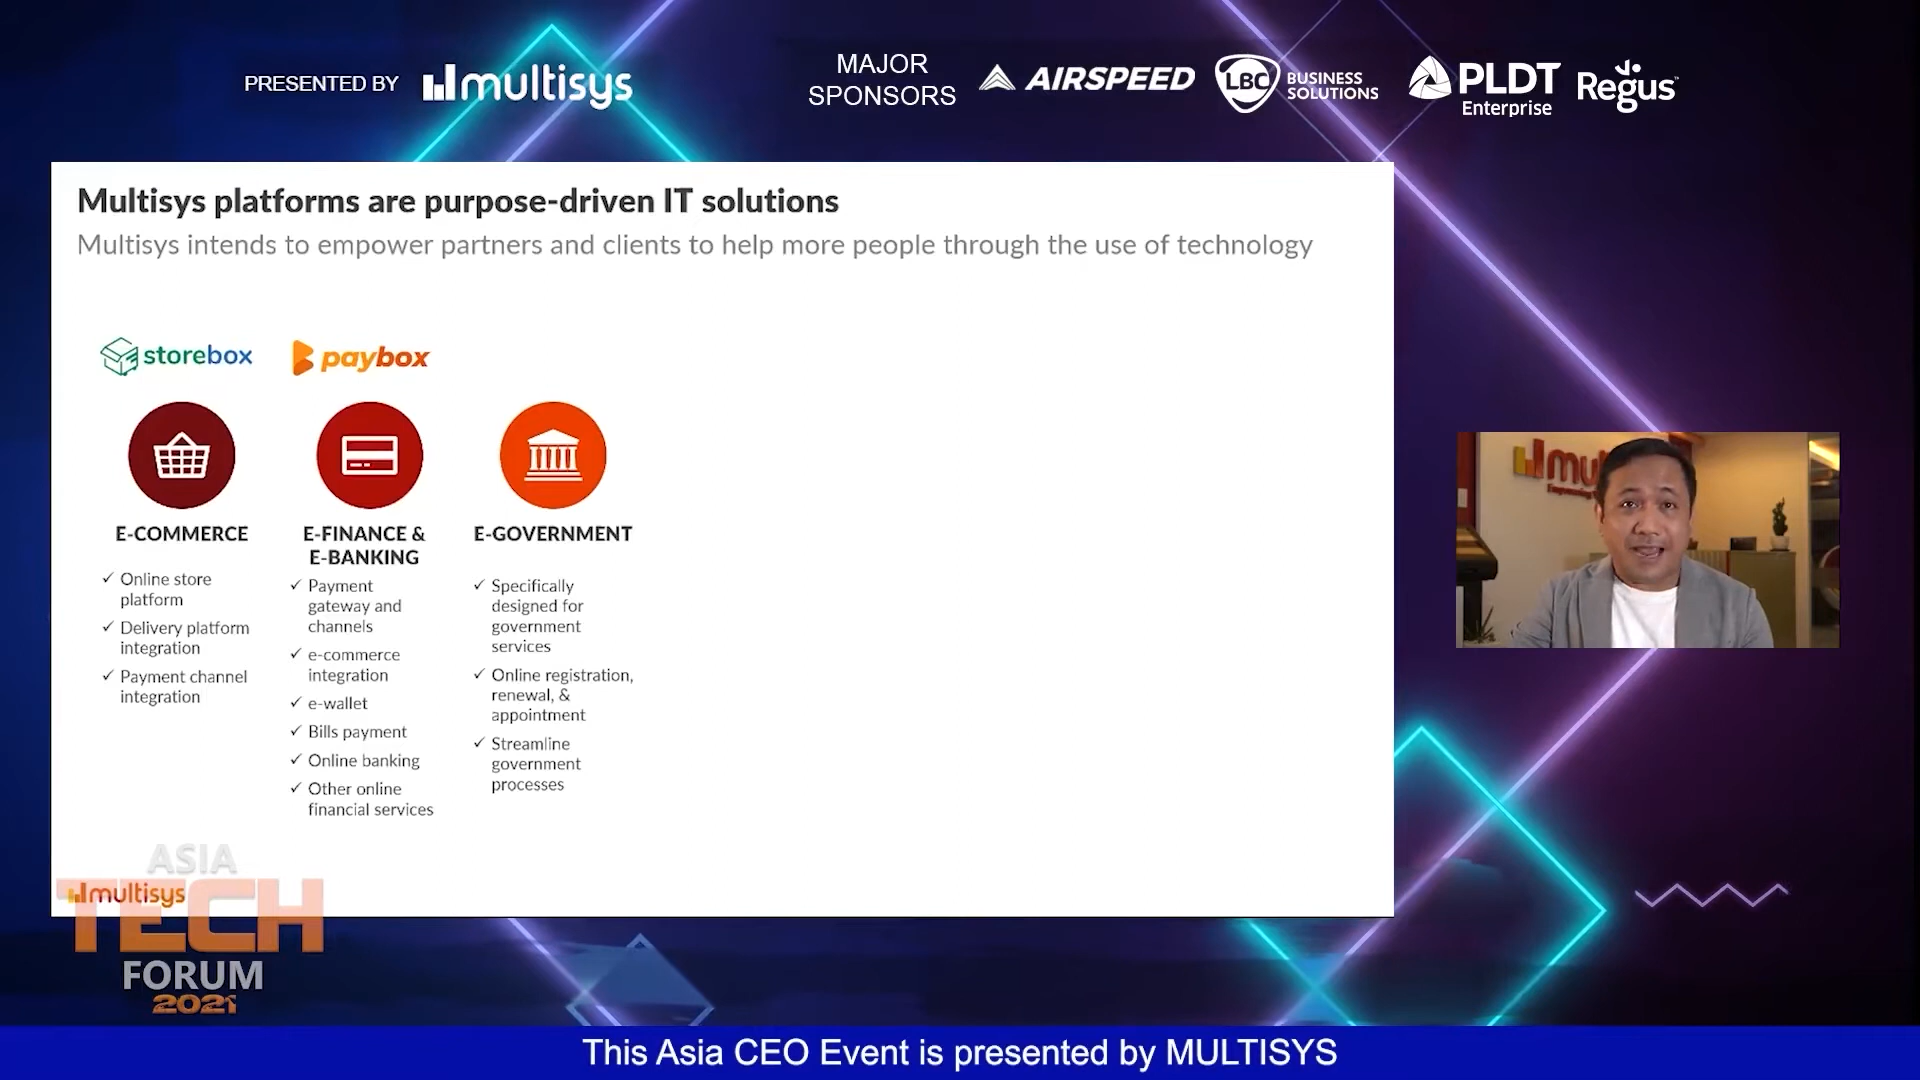 PRESENTED BY
multisys
MAJOR
SPONSORS
AIRSPEED
LBC
BUSINESS
SOLUTIONS
PLDT
Enterprise
Regus™
Multisys platforms are purpose-driven IT solutions
Multisys intends to empower partners and clients to help more people through the use of technology
storebox
paybox
E-COMMERCE
✓ Online store
platform
✓ Delivery platform
integration
✓ Payment channel
integration
E-FINANCE &
E-BANKING
✓ Payment
gateway and
channels
✓ e-commerce
integration
✓ e-wallet
✓ Bills payment
✓ Online banking
✓ Other online
financial services
E-GOVERNMENT
✓ Specifically
designed for
government
services
✓ Online registration,
renewal, &
appointment
✓ Streamline
government
processes
mul
multisys
ASIA
TECH
FORUM
2021
This Asia CEO Event is presented by MULTISYS